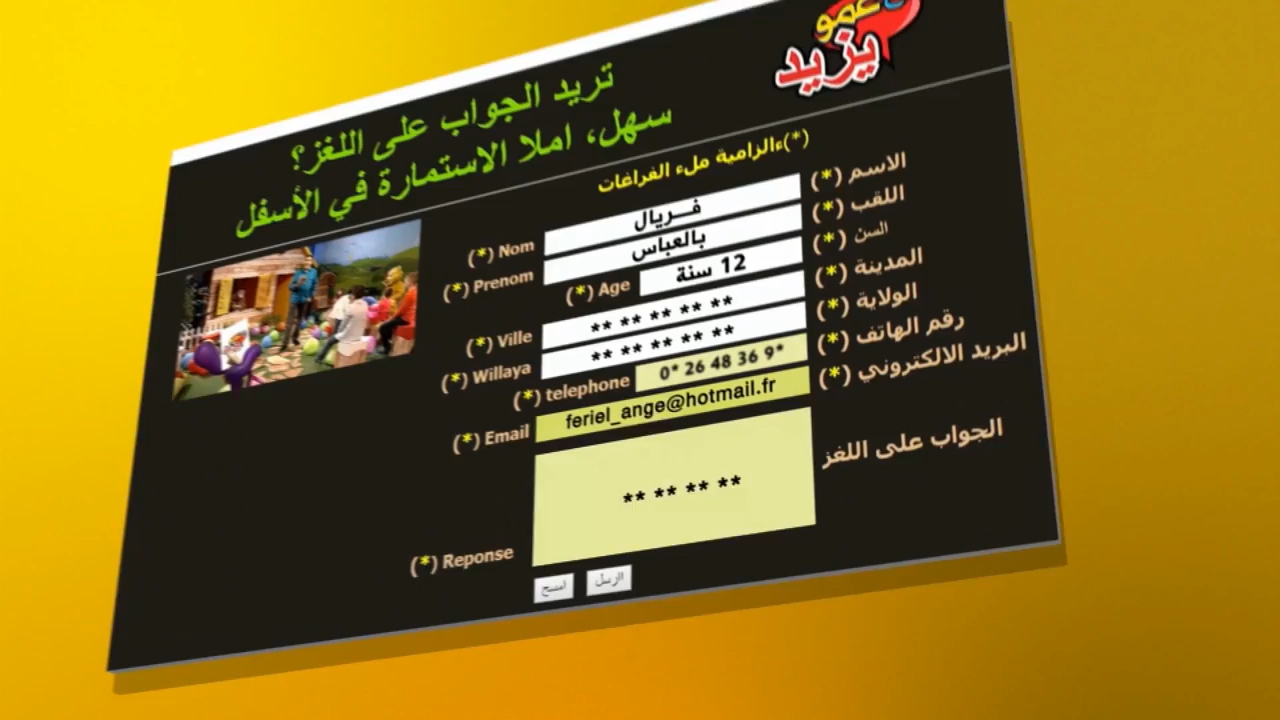 عمو
يزيد
تريد الجواب على اللغز؟
سهل، املا الاستمارة في الأسفل
(*)ءالزامية ملء الفراغات
(*) Nom فـــريال الاسم (*)
(*) Prenom بالعباس اللقب (*)
(*) Age 12 سنة السن (*)
(*) Ville ** ** ** ** ** المدينة (*)
(*) Willaya ** ** ** ** ** الولاية (*)
(*) telephone 0* 26 48 36 9* رقم الهاتف (*)
(*) Email feriel_ange@hotmail.fr البريد الالكتروني (*)
(*) Reponse ** ** ** ** الجواب على اللغز
امسح ارسل